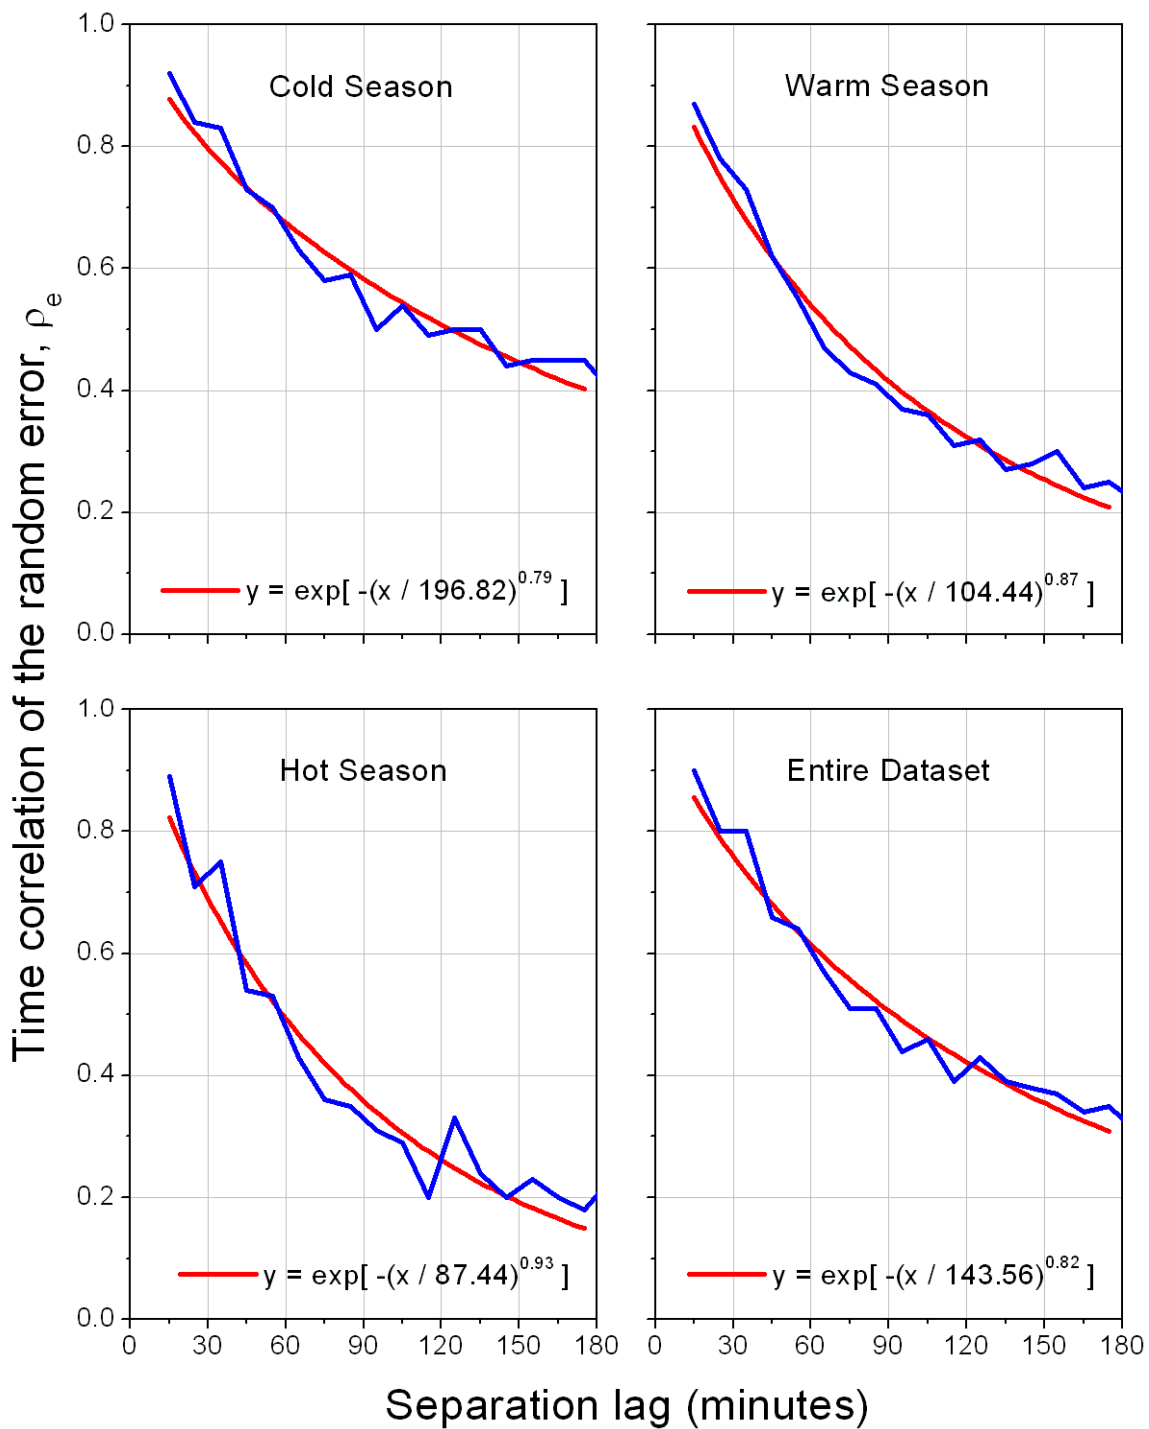 Time correlation of the random error, ρe
1.0
0.8
0.6
0.4
0.2
0.0
Cold Season
y = exp[ -(x / 196.82)^0.79 ]
Warm Season
y = exp[ -(x / 104.44)^0.87 ]
1.0
0.8
0.6
0.4
0.2
0.0
Hot Season
y = exp[ -(x / 87.44)^0.93 ]
Entire Dataset
y = exp[ -(x / 143.56)^0.82 ]
0 30 60 90 120 150 180
0 30 60 90 120 150 180
Separation lag (minutes)